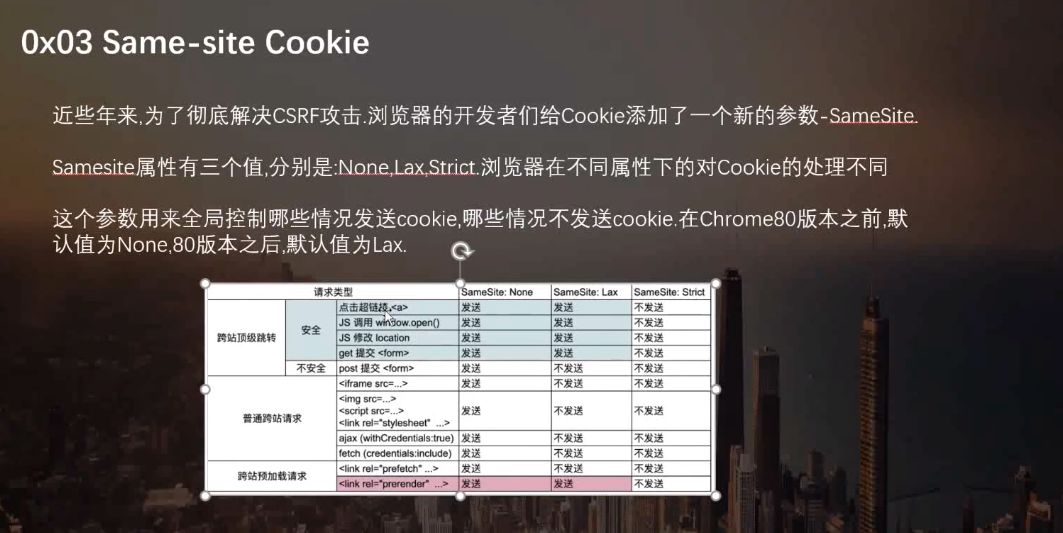 0x03 Same-site Cookie
近些年来,为了彻底解决CSRF攻击.浏览器的开发者们给Cookie添加了一个新的参数-SameSite.
Samesite属性有三个值,分别是:None,Lax,Strict.浏览器在不同属性下的对Cookie的处理不同
这个参数用来全局控制哪些情况发送cookie,哪些情况不发送cookie.在Chrome80版本之前,默
认值为None,80版本之后,默认值为Lax.
请求类型 SameSite: None SameSite: Lax SameSite: Strict
跨站顶级跳转 安全 点击超链接,<a> 发送 发送 不发送
JS 调用 window.open() 发送 发送 不发送
JS 修改 location 发送 发送 不发送
get 提交 <form> 发送 发送 不发送
不安全 post 提交 <form> 发送 不发送 不发送
普通跨站请求 <iframe src=...> 发送 不发送 不发送
<img src=...>
<script src=...> 发送 不发送 不发送
<link rel="stylesheet" ...>
ajax (withCredentials:true) 发送 不发送 不发送
fetch (credentials:include) 发送 不发送 不发送
跨站预加载请求 <link rel="prefetch" ...> 发送 不发送 不发送
<link rel="prerender" ...> 发送 发送 不发送